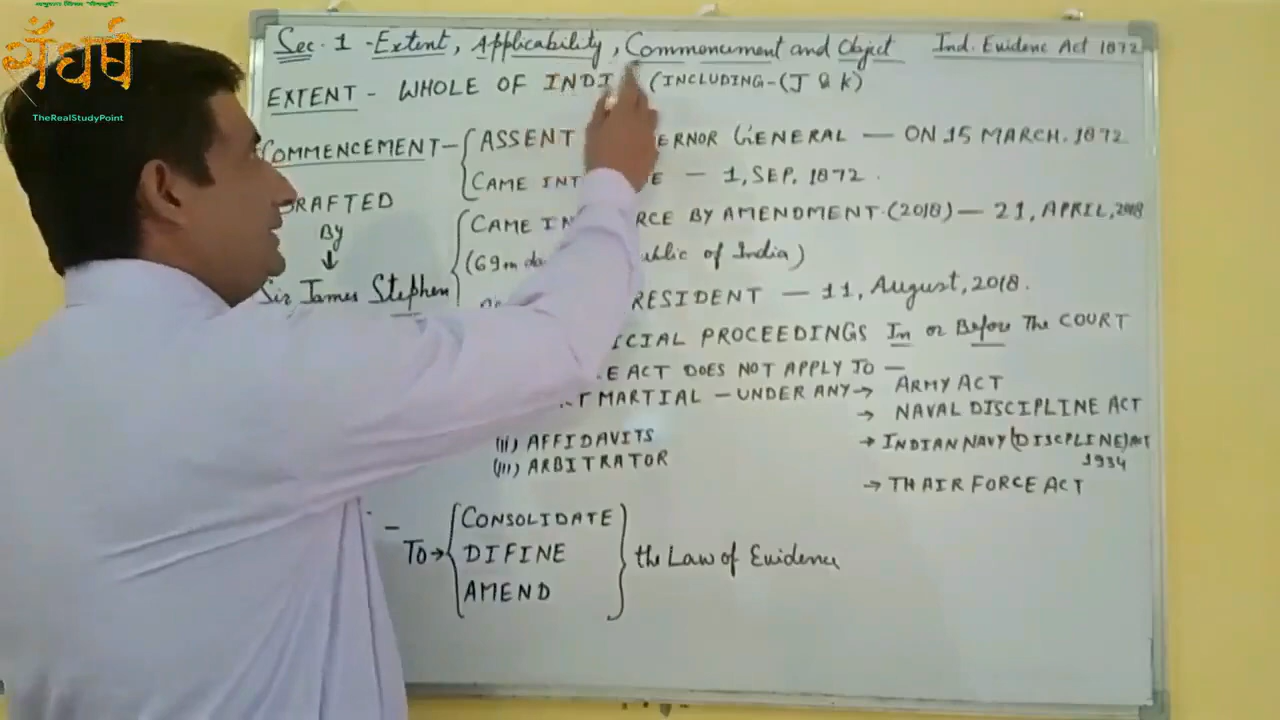 संघर्ष
TheRealStudyPoint
Sec. 1 - Extent, Applicability, Commencement and Object Ind. Evidenc Act 1872
EXTENT - WHOLE OF INDI (INCLUDING-(J & K)
COMMENCEMENT - ASSENT ERNOR GENERAL — ON 15 MARCH. 1872
CAME INT E — 1, SEP. 1872 .
DRAFTED
By
Sir James Stephen
CAME IN RCE BY AMENDMENT (2018) — 21, APRIL, 2018
(69th ublic of India)
RESIDENT — 11, August, 2018.
ICIAL PROCEEDINGS In or Before The COURT
E ACT DOES NOT APPLY TO —
RT MARTIAL — UNDER ANY → ARMY ACT
→ NAVAL DISCIPLINE ACT
(ii) AFFIDAVITS → INDIAN NAVY (DISCPLINE) ACT
1934
(iii) ARBITRATOR
→ TH AIR FORCE ACT
— To → CONSOLIDATE
DIFINE
AMEND
the Law of Evidence